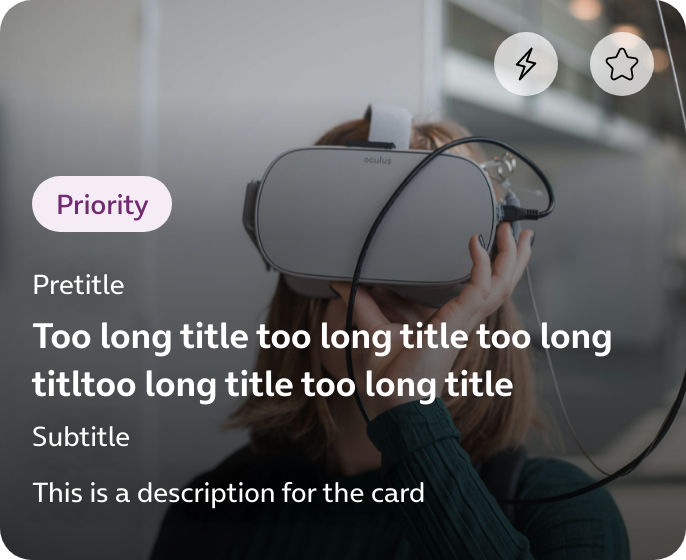 oculus
Priority
Pretitle
Too long title too long title too long
titltoo long title too long title
Subtitle
This is a description for the card